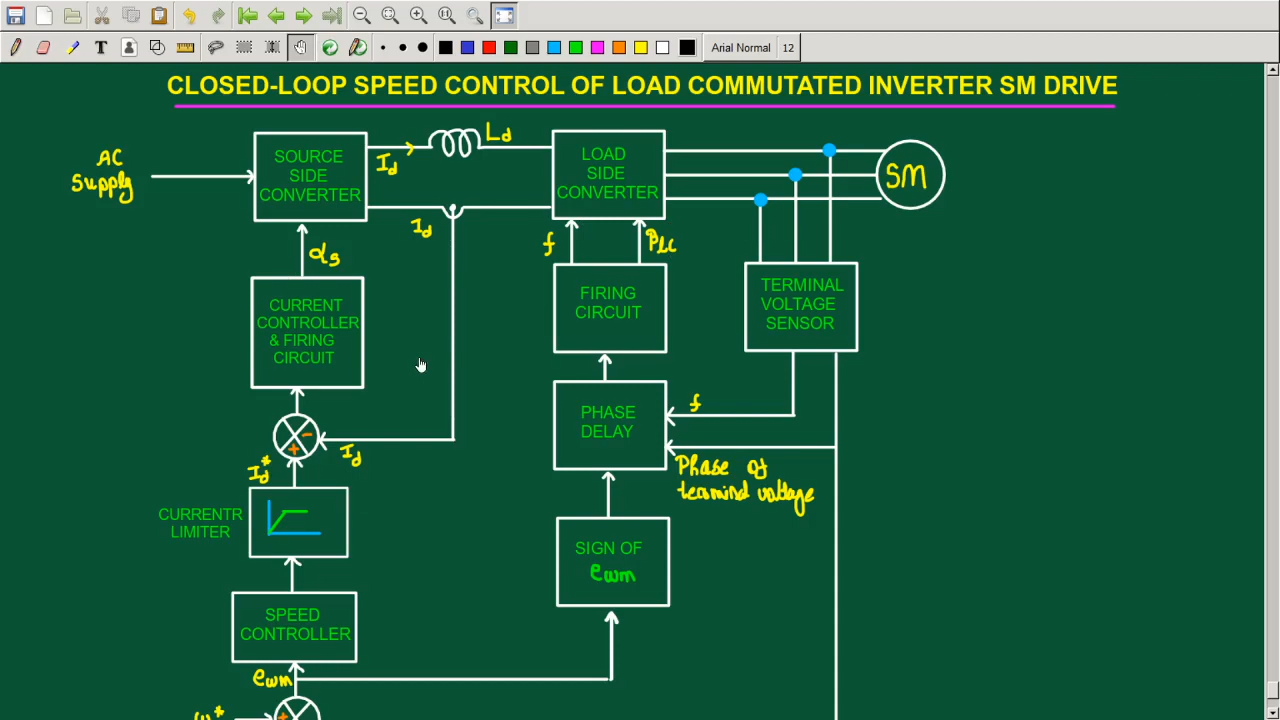 Arial Normal 12
CLOSED-LOOP SPEED CONTROL OF LOAD COMMUTATED INVERTER SM DRIVE
AC
Supply
SOURCE
SIDE
CONVERTER
Id
Ld
LOAD
SIDE
CONVERTER
SM
Id
αs
f
βLC
CURRENT
CONTROLLER
& FIRING
CIRCUIT
FIRING
CIRCUIT
TERMINAL
VOLTAGE
SENSOR
PHASE
DELAY
f
Phase of
terminal voltage
-
+
Id
Id*
CURRENTR
LIMITER
SIGN OF
eωm
SPEED
CONTROLLER
eωm
+